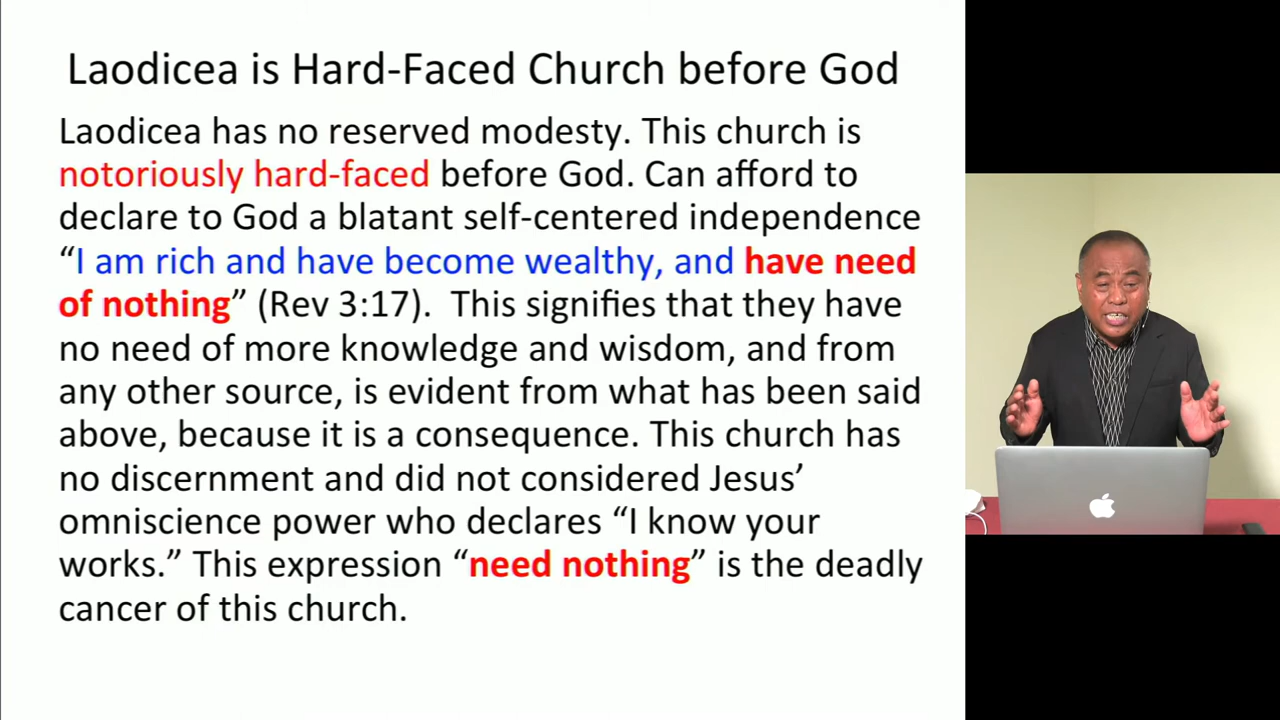 Laodicea is Hard-Faced Church before God
Laodicea has no reserved modesty. This church is
notoriously hard-faced before God. Can afford to
declare to God a blatant self-centered independence
“I am rich and have become wealthy, and have need
of nothing” (Rev 3:17).  This signifies that they have
no need of more knowledge and wisdom, and from
any other source, is evident from what has been said
above, because it is a consequence. This church has
no discernment and did not considered Jesus’
omniscience power who declares “I know your
works.” This expression “need nothing” is the deadly
cancer of this church.